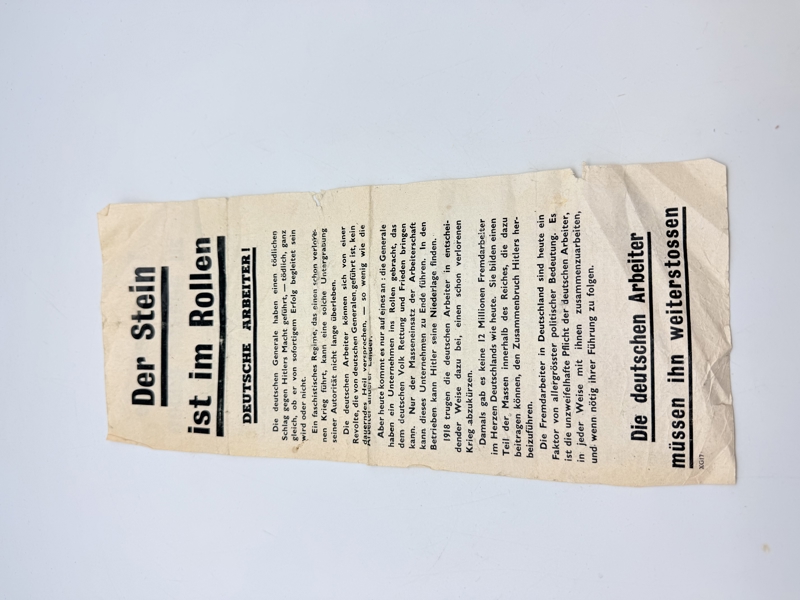 Der Stein
ist im Rollen
DEUTSCHE ARBEITER!
Die deutschen Generale haben einen tödlichen
Schlag gegen Hitlers Macht geführt, — tödlich, ganz
gleich, ob er von sofortigem Erfolg begleitet sein
wird oder nicht.
Ein faschistisches Regime, das einen schon verlore-
nen Krieg führt, kann eine solche Untergrabung
seiner Autorität nicht lange überleben.
Die deutschen Arbeiter können sich von einer
Revolte, die von deutschen Generalen geführt ist, kein
dauerndes Heil versprechen, — so wenig wie die
Arbeiter anderer Länder.
Aber heute kommt es nur auf eines an: die Generale
haben ein Unternehmen ins Rollen gebracht, das
dem deutschen Volk Rettung und Frieden bringen
kann. Nur der Masseneinsatz der Arbeiterschaft
kann dieses Unternehmen zu Ende führen. In den
Betrieben kann Hitler seine Niederlage finden.
1918 trugen die deutschen Arbeiter in entschei-
dender Weise dazu bei, einen schon verlorenen
Krieg abzukürzen.
Damals gab es keine 12 Millionen Fremdarbeiter
im Herzen Deutschlands wie heute. Sie bilden einen
Teil der Massen innerhalb des Reiches, die dazu
beitragen können, den Zusammenbruch Hitlers her-
beizuführen.
Die Fremdarbeiter in Deutschland sind heute ein
Faktor von allergrösster politischer Bedeutung. Es
ist die unzweifelhafte Pflicht der deutschen Arbeiter,
in jeder Weise mit ihnen zusammenzuarbeiten,
und wenn nötig ihrer Führung zu folgen.
Die deutschen Arbeiter
müssen ihn weiterstossen